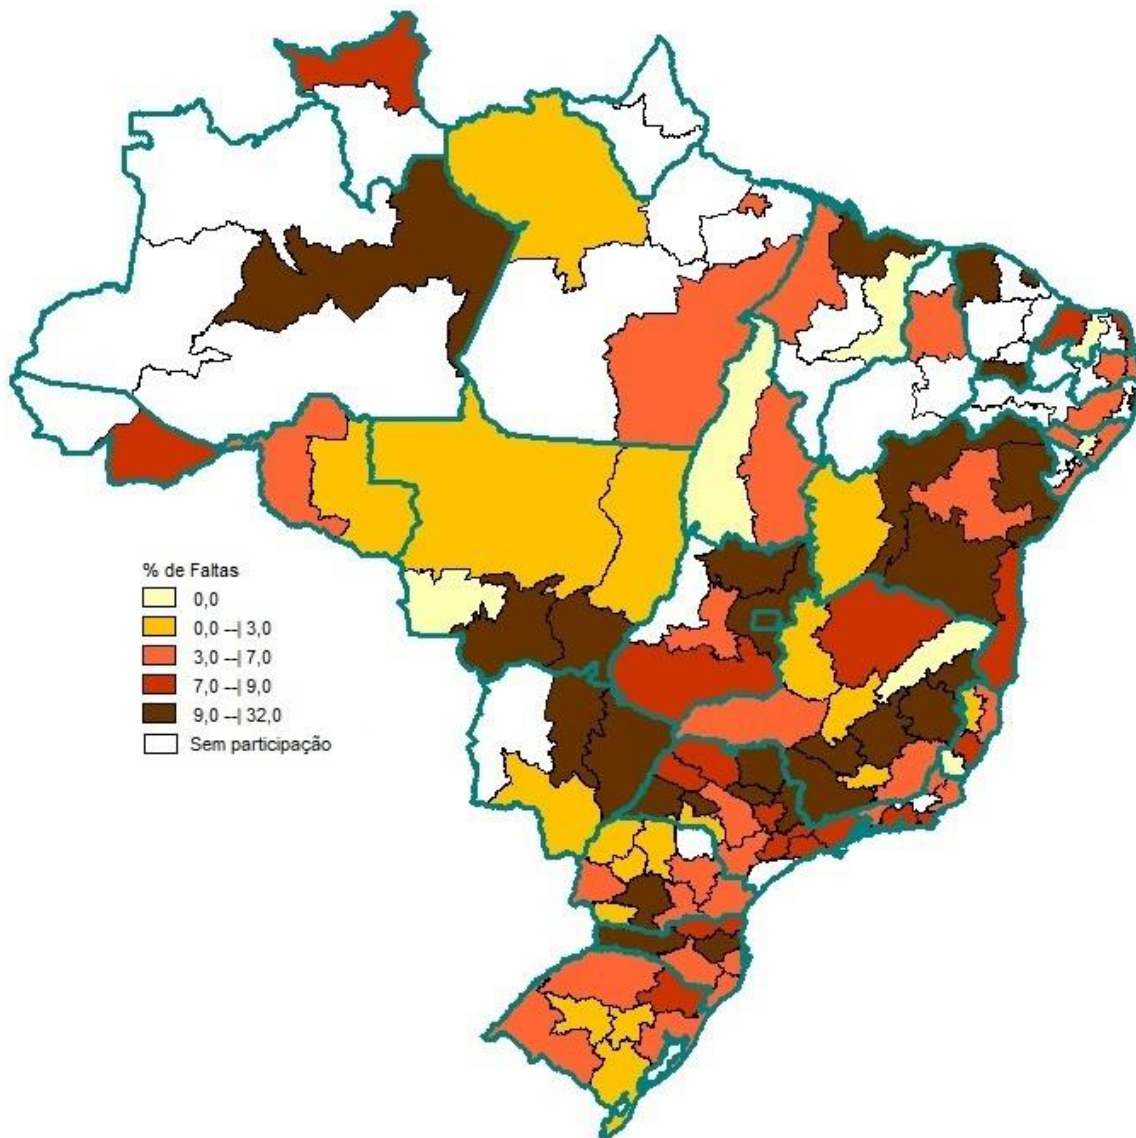 % de Faltas
0,0
0,0 --| 3,0
3,0 --| 7,0
7,0 --| 9,0
9,0 --| 32,0
Sem participação